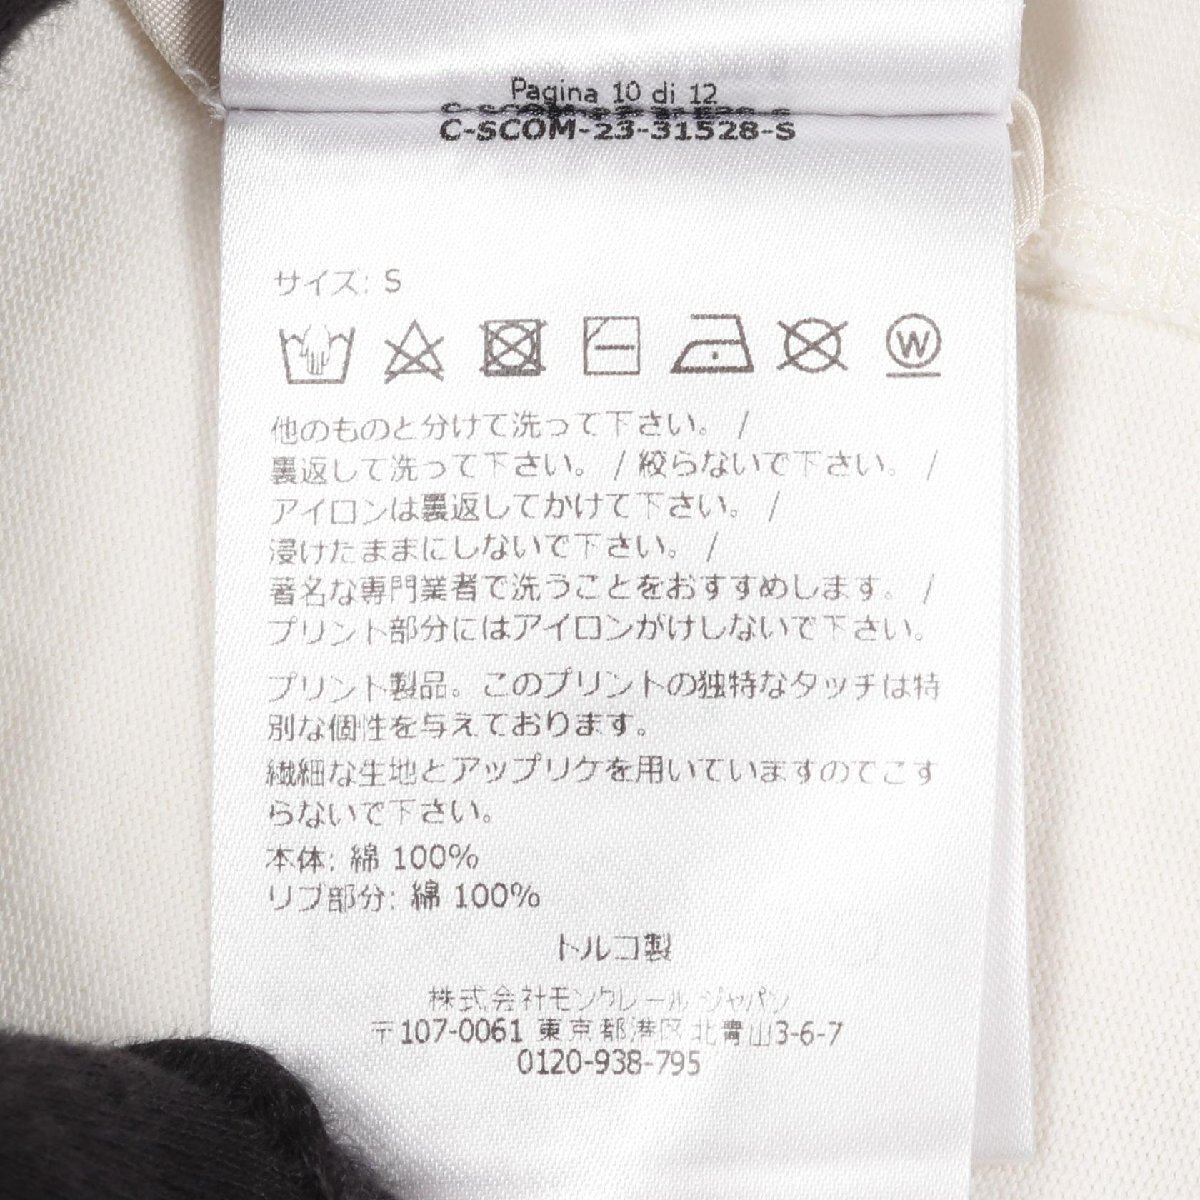 Pagina 10 di 12
C-SCOM-23-31528-S
サイズ: S
W
他のものと分けて洗って下さい。 /
裏返して洗って下さい。 / 絞らないで下さい。 /
アイロンは裏返してかけて下さい。 /
浸けたままにしないで下さい。 /
著名な専門業者で洗うことをおすすめします。 /
プリント部分にはアイロンがけしないで下さい。
プリント製品。このプリントの独特なタッチは特
別な個性を与えております。
繊細な生地とアップリケを用いていますのでこす
らないで下さい。
本体: 綿 100%
リブ部分: 綿 100%
トルコ製
株式会社モンクレール ジャパン
〒107-0061 東京都港区北青山3-6-7
0120-938-795